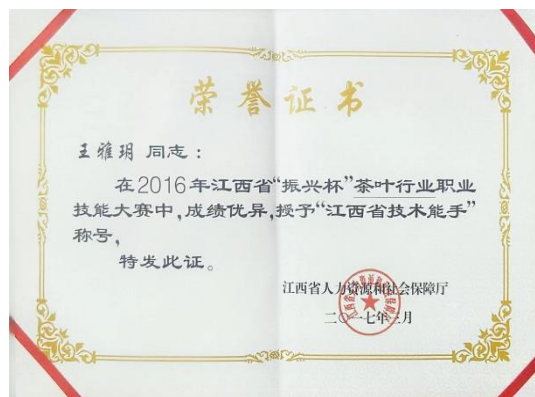 荣誉证书
王雅玥 同志：
在2016年江西省“振兴杯”茶叶行业职业
技能大赛中，成绩优异，授予“江西省技术能手”
称号，
特发此证。
江西省人力资源和社会保障厅
二〇一七年三月